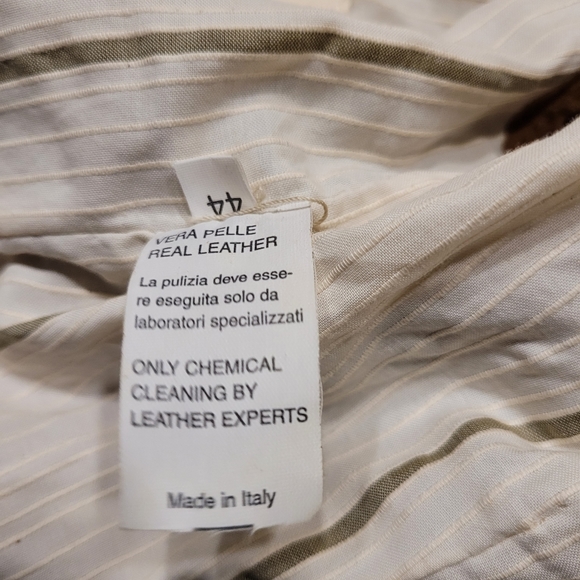 44
VERA PELLE
REAL LEATHER
La pulizia deve esse-
re eseguita solo da
laboratori specializzati
ONLY CHEMICAL
CLEANING BY
LEATHER EXPERTS
Made in Italy